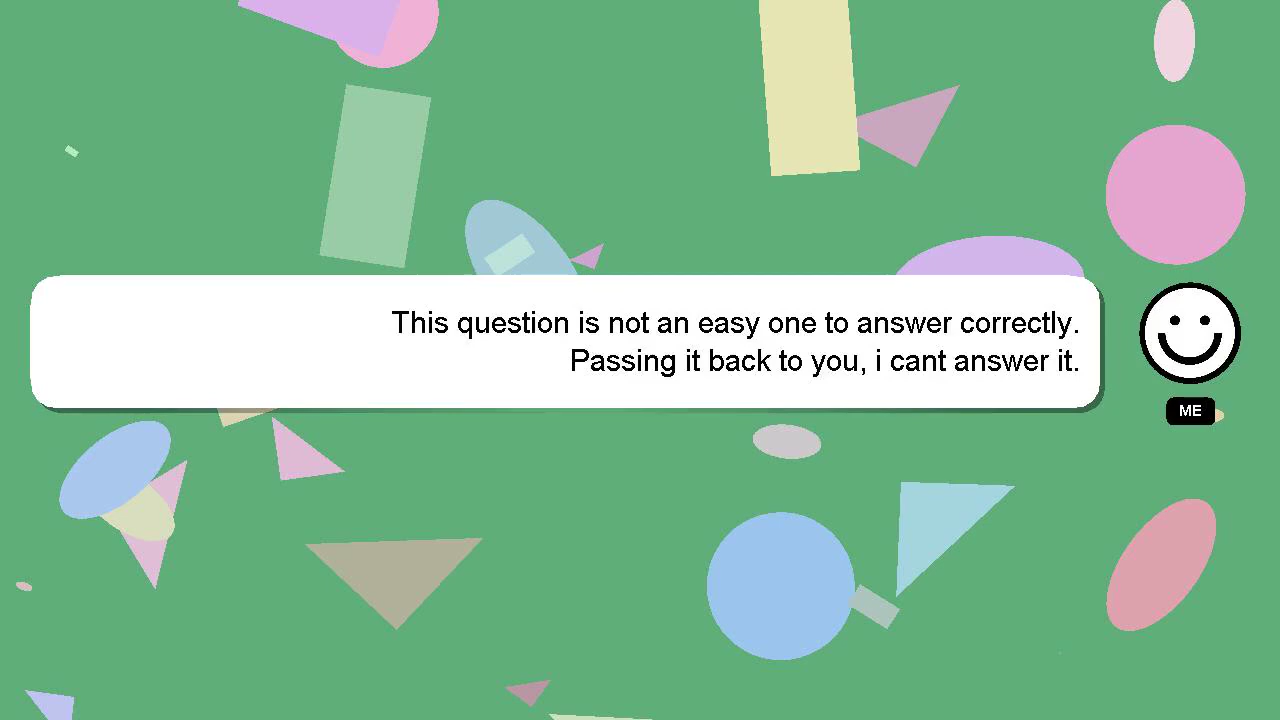 This question is not an easy one to answer correctly.
Passing it back to you, i cant answer it.
ME